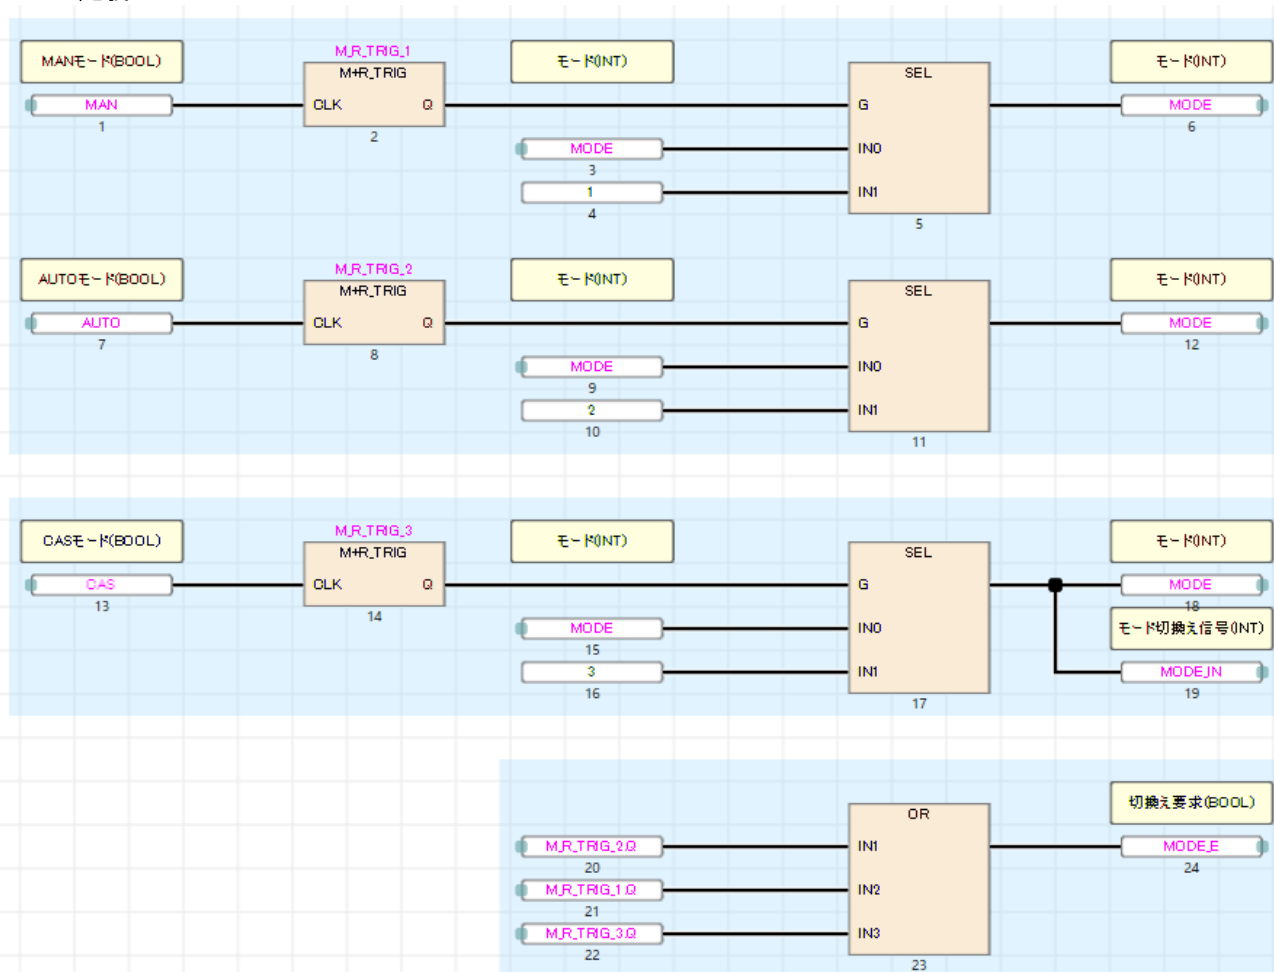 M_R_TRIG_1
MANモード(BOOL)
M+R_TRIG
モード(INT)
SEL
モード(INT)
MAN
CLK
Q
G
MODE
1
2
6
MODE
IN0
3
1
IN1
4
5
M_R_TRIG_2
AUTOモード(BOOL)
M+R_TRIG
モード(INT)
SEL
モード(INT)
AUTO
CLK
Q
G
MODE
7
8
12
MODE
IN0
9
2
IN1
10
11
M_R_TRIG_3
CASモード(BOOL)
M+R_TRIG
モード(INT)
SEL
モード(INT)
CAS
CLK
Q
G
MODE
13
14
18
MODE
IN0
モード切換え信号(INT)
15
3
IN1
MODE_IN
16
17
19
OR
切換え要求(BOOL)
M_R_TRIG_2.Q
IN1
MODE_E
20
24
M_R_TRIG_1.Q
IN2
21
M_R_TRIG_3.Q
IN3
22
23